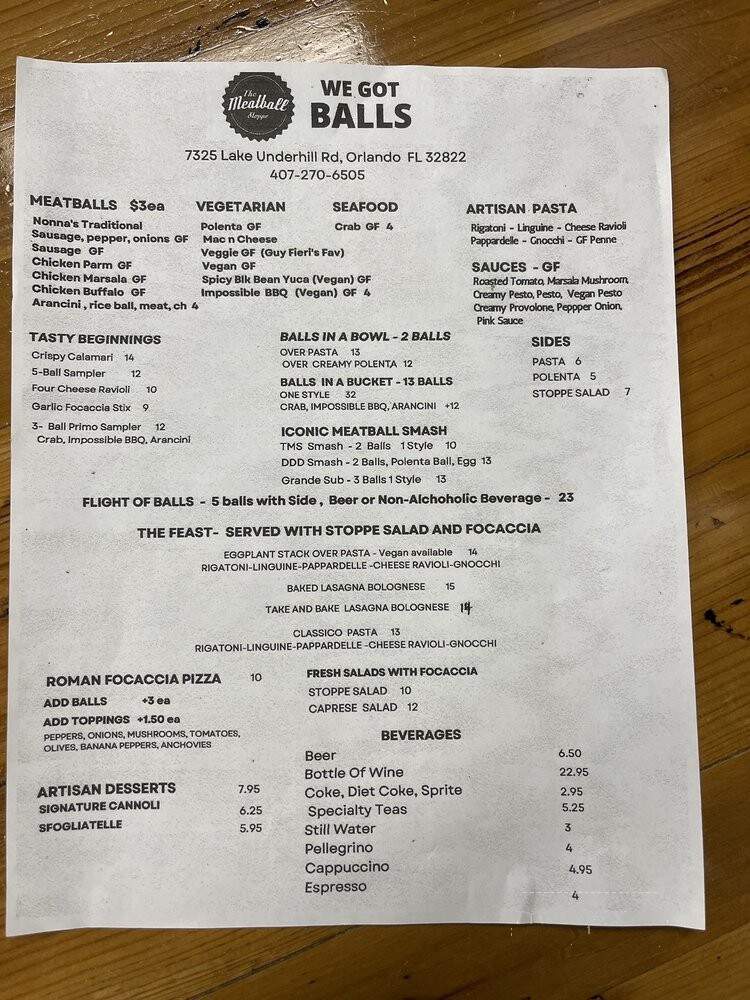 The
Meatball
Stoppe
WE GOT
BALLS
7325 Lake Underhill Rd, Orlando FL 32822
407-270-6505
MEATBALLS $3ea
Nonna's Traditional
Sausage, pepper, onions GF
Sausage GF
Chicken Parm GF
Chicken Marsala GF
Chicken Buffalo GF
Arancini , rice ball, meat, ch 4
VEGETARIAN
Polenta GF
Mac n Cheese
Veggie GF (Guy Fieri's Fav)
Vegan GF
Spicy Blk Bean Yuca (Vegan) GF
Impossible BBQ (Vegan) GF 4
SEAFOOD
Crab GF 4
ARTISAN PASTA
Rigatoni - Linguine - Cheese Ravioli
Pappardelle - Gnocchi - GF Penne
SAUCES - GF
Roasted Tomato, Marsala Mushroom,
Creamy Pesto, Pesto, Vegan Pesto
Creamy Provolone, Peppper Onion,
Pink Sauce
TASTY BEGINNINGS
Crispy Calamari 14
5-Ball Sampler 12
Four Cheese Ravioli 10
Garlic Focaccia Stix 9
3- Ball Primo Sampler 12
Crab, Impossible BBQ, Arancini
BALLS IN A BOWL - 2 BALLS
OVER PASTA 13
OVER CREAMY POLENTA 12
BALLS IN A BUCKET - 13 BALLS
ONE STYLE 32
CRAB, IMPOSSIBLE BBQ, ARANCINI +12
ICONIC MEATBALL SMASH
TMS Smash - 2 Balls 1 Style 10
DDD Smash - 2 Balls, Polenta Ball, Egg 13
Grande Sub - 3 Balls 1 Style 13
SIDES
PASTA 6
POLENTA 5
STOPPE SALAD 7
FLIGHT OF BALLS - 5 balls with Side , Beer or Non-Alchoholic Beverage - 23
THE FEAST- SERVED WITH STOPPE SALAD AND FOCACCIA
EGGPLANT STACK OVER PASTA - Vegan available 14
RIGATONI-LINGUINE-PAPPARDELLE -CHEESE RAVIOLI-GNOCCHI
BAKED LASAGNA BOLOGNESE 15
TAKE AND BAKE LASAGNA BOLOGNESE 14
CLASSICO PASTA 13
RIGATONI-LINGUINE-PAPPARDELLE -CHEESE RAVIOLI-GNOCCHI
ROMAN FOCACCIA PIZZA 10
ADD BALLS +3 ea
ADD TOPPINGS +1.50 ea
PEPPERS, ONIONS, MUSHROOMS, TOMATOES,
OLIVES, BANANA PEPPERS, ANCHOVIES
ARTISAN DESSERTS 7.95
SIGNATURE CANNOLI 6.25
SFOGLIATELLE 5.95
FRESH SALADS WITH FOCACCIA
STOPPE SALAD 10
CAPRESE SALAD 12
BEVERAGES
Beer 6.50
Bottle Of Wine 22.95
Coke, Diet Coke, Sprite 2.95
Specialty Teas 5.25
Still Water 3
Pellegrino 4
Cappuccino 4.95
Espresso 4